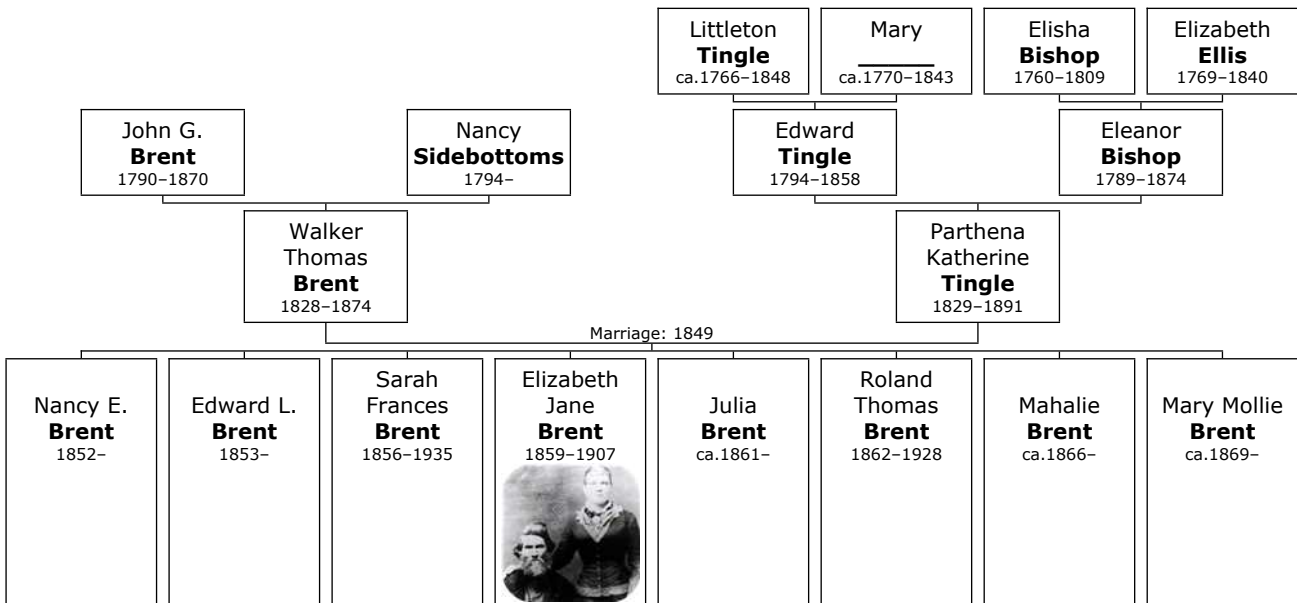 Littleton
Tingle
ca.1766–1848
Mary
______
ca.1770–1843
Elisha
Bishop
1760–1809
Elizabeth
Ellis
1769–1840
John G.
Brent
1790–1870
Nancy
Sidebottoms
1794–
Edward
Tingle
1794–1858
Eleanor
Bishop
1789–1874
Walker
Thomas
Brent
1828–1874
Parthena
Katherine
Tingle
1829–1891
Marriage: 1849
Nancy E.
Brent
1852–
Edward L.
Brent
1853–
Sarah
Frances
Brent
1856–1935
Elizabeth
Jane
Brent
1859–1907
Julia
Brent
ca.1861–
Roland
Thomas
Brent
1862–1928
Mahalie
Brent
ca.1866–
Mary Mollie
Brent
ca.1869–